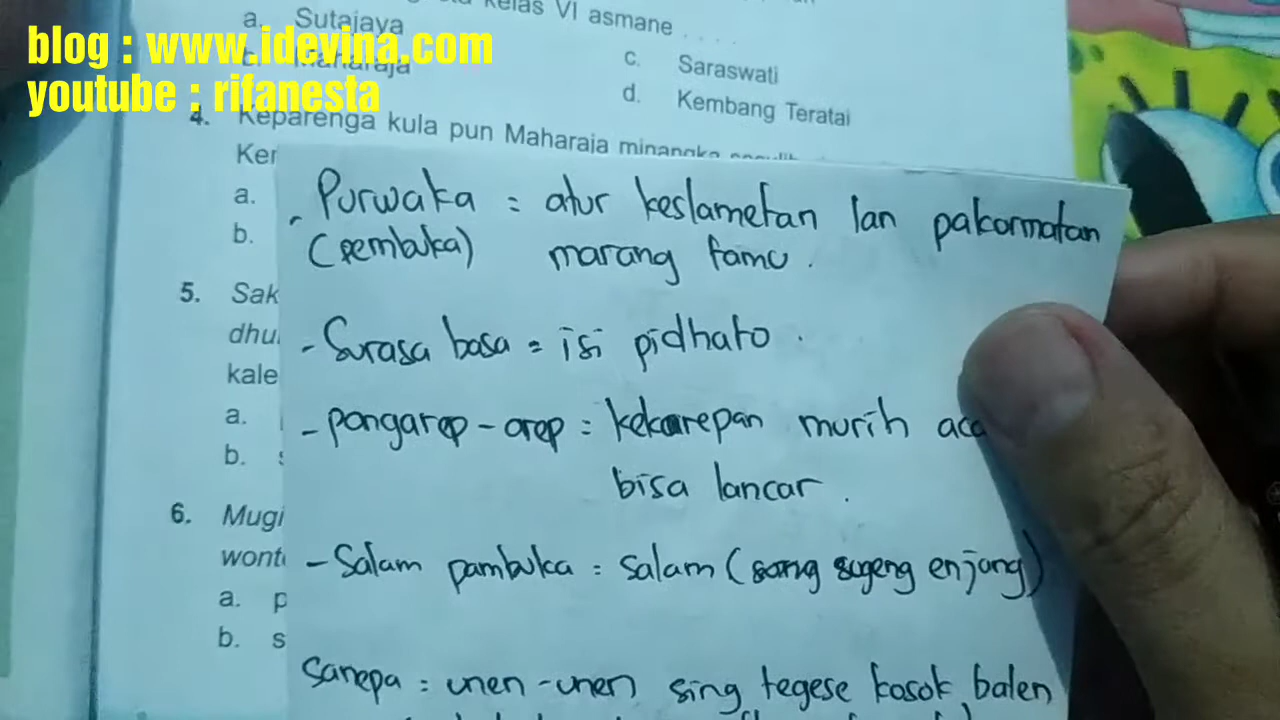 kelas VI asmane . . . .
a. Sutajaya
blog : www.idevina.com
Maharaja
c. Saraswati
youtube : rifanesta
d. Kembang Teratai
4. Keparenga kula pun Maharaja minangka
Ker
a.
b.
- Purwaka = atur keslametan lan pakormatan
(pembuka) marang tamu .
5. Sak
dhu
kale
a.
b. s
- Surasa basa = isi pidhato .
- pangarep - arep = kekarepan murih aca
bisa lancar .
6. Mugi
wont
a. p
b. s
- Salam pambuka = salam ( sugeng enjang )
Sanepa = unen - unen sing tegese kosok balen